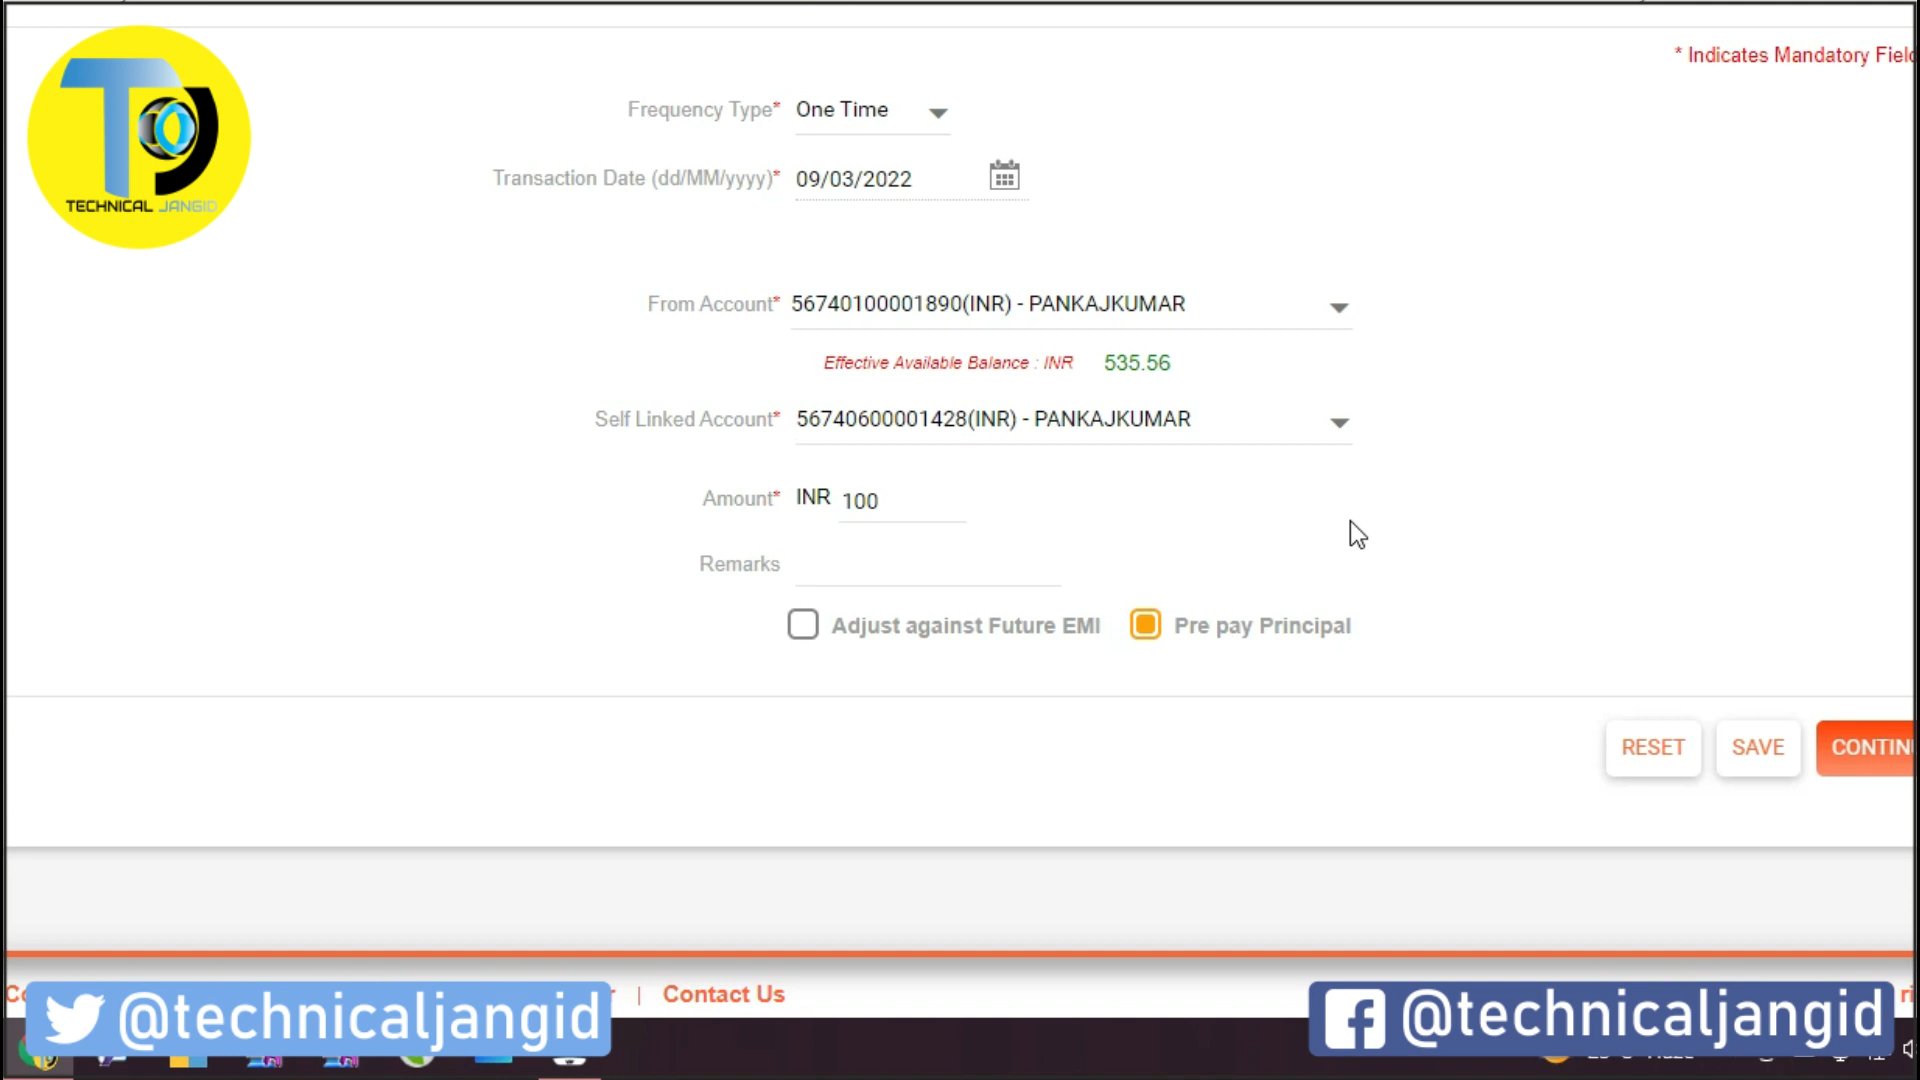 * Indicates Mandatory
TECHNICAL JANGID
Frequency Type* One Time
Transaction Date (dd/MM/yyyy)* 09/03/2022
From Account* 56740100001890(INR) - PANKAJKUMAR
Effective Available Balance : INR 535.56
Self Linked Account* 56740600001428(INR) - PANKAJKUMAR
Amount* INR 100
Remarks
Adjust against Future EMI Pre pay Principal
RESET SAVE CONTIN
| Contact Us
@technicaljangid
@technicaljangid